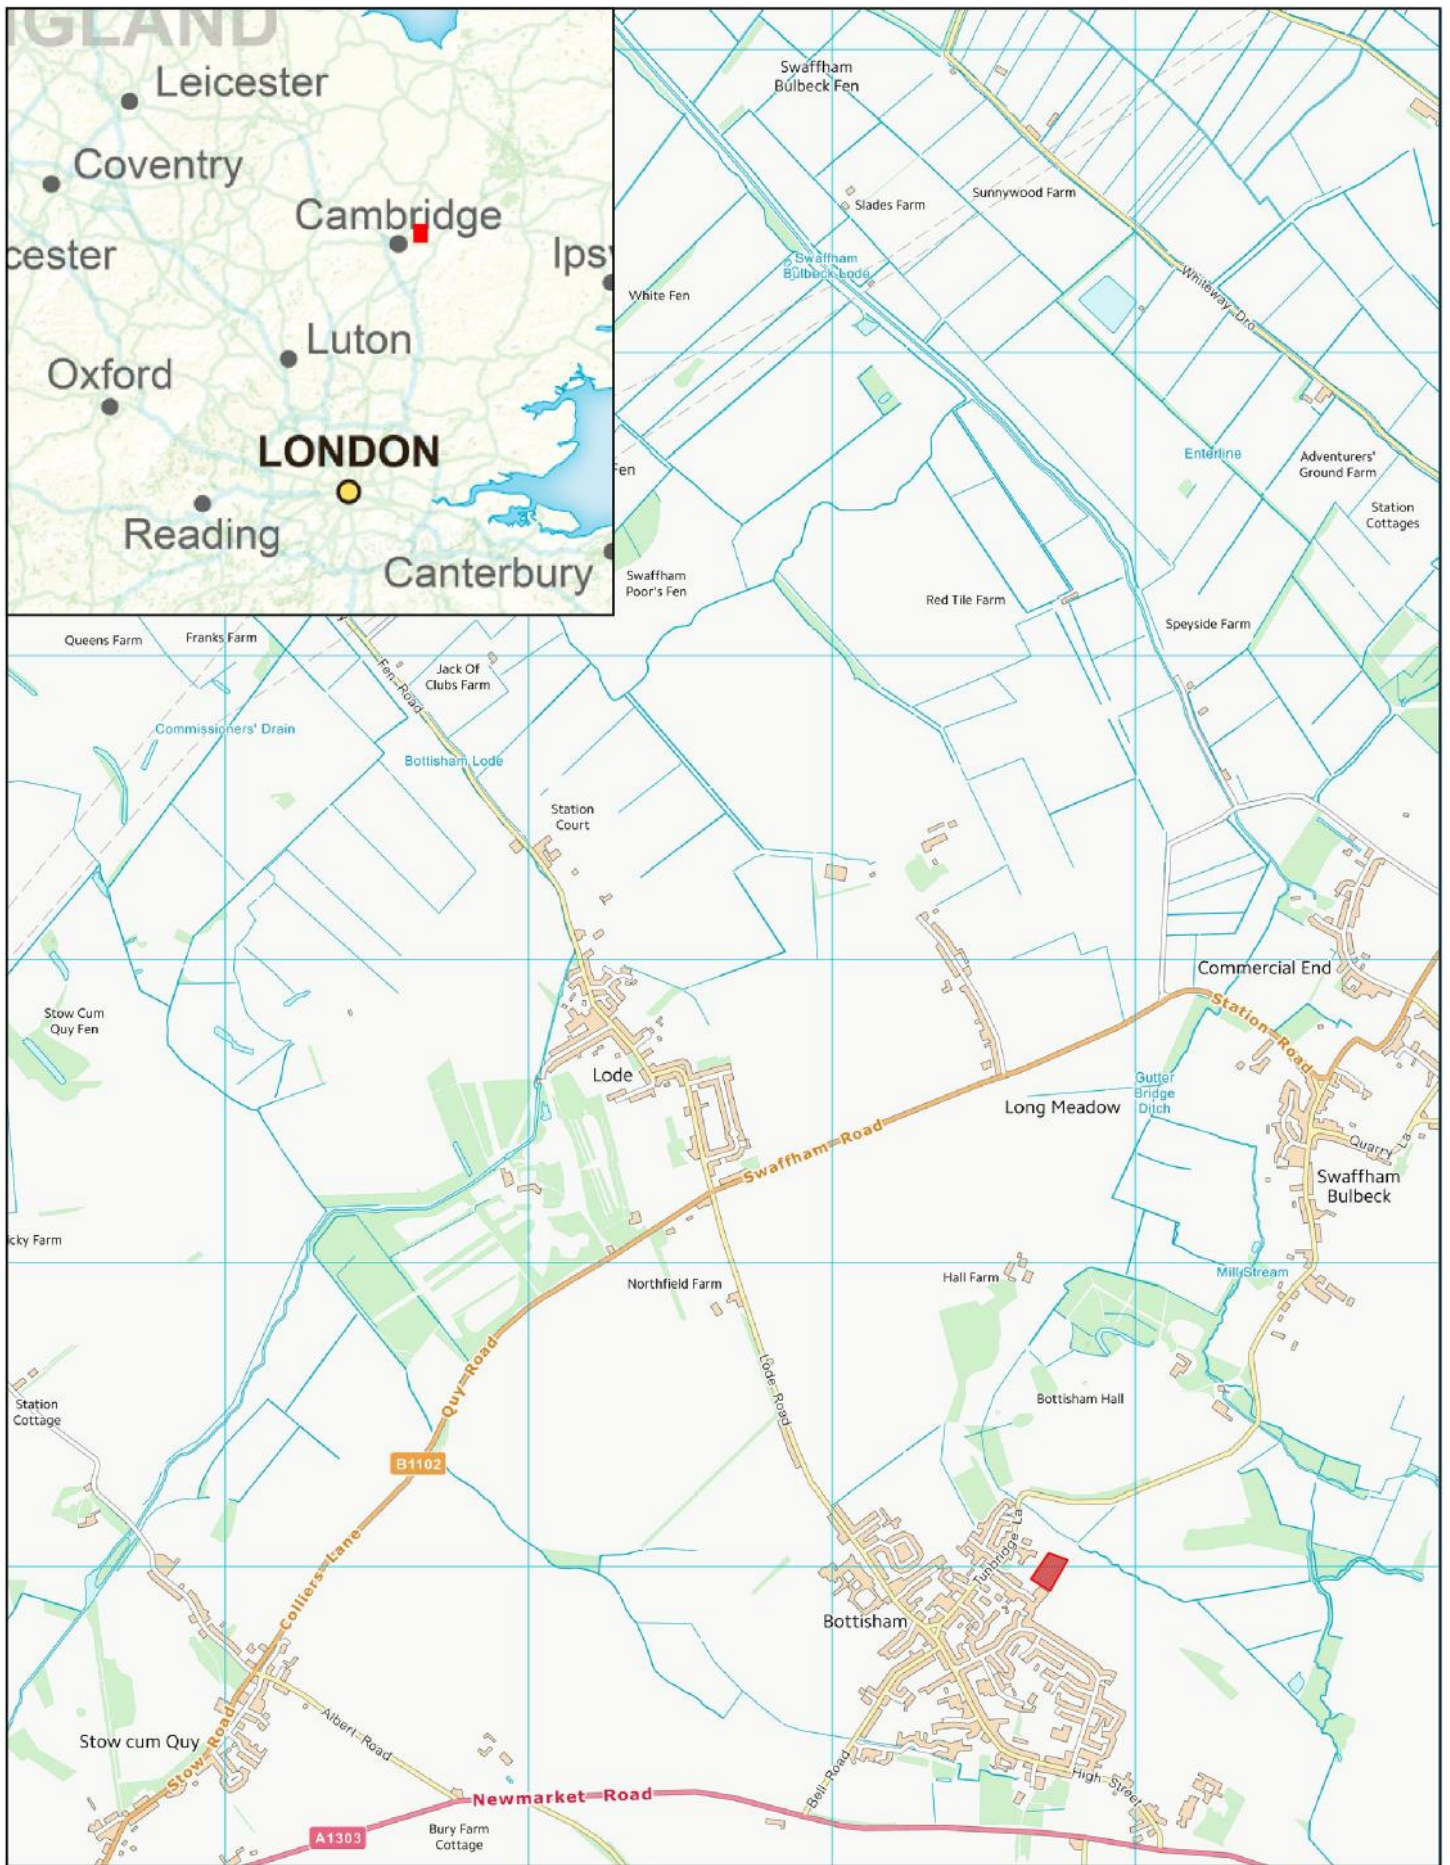 NGLAND
Leicester
Coventry
Cambridge
cester
Ips
Luton
Oxford
LONDON
Reading
Canterbury
Swaffham
Bulbeck Fen
Slades Farm
Sunnywood Farm
Swaffham
Bulbeck Lode
White Fen
Whiteway Dro
Enterline
Adventurers'
Ground Farm
Station
Cottages
Fen
Swaffham
Poor's Fen
Red Tile Farm
Speyside Farm
Queens Farm
Franks Farm
Fen Road
Jack Of
Clubs Farm
Commissioners' Drain
Bottisham Lode
Station
Court
Commercial End
Station Road
Stow Cum
Quy Fen
Lode
Gutter
Bridge
Ditch
Long Meadow
Swaffham Road
Quarry La
Swaffham
Bulbeck
icky Farm
Northfield Farm
Hall Farm
Mill Stream
Quy Road
Lode Road
Station
Cottage
Bottisham Hall
B1102
Colliers Lane
Tunbridge La
Bottisham
Stow cum Quy
Stow Road
Albert Road
Newmarket Road
Bell Road
High Street
A1303
Bury Farm
Cottage